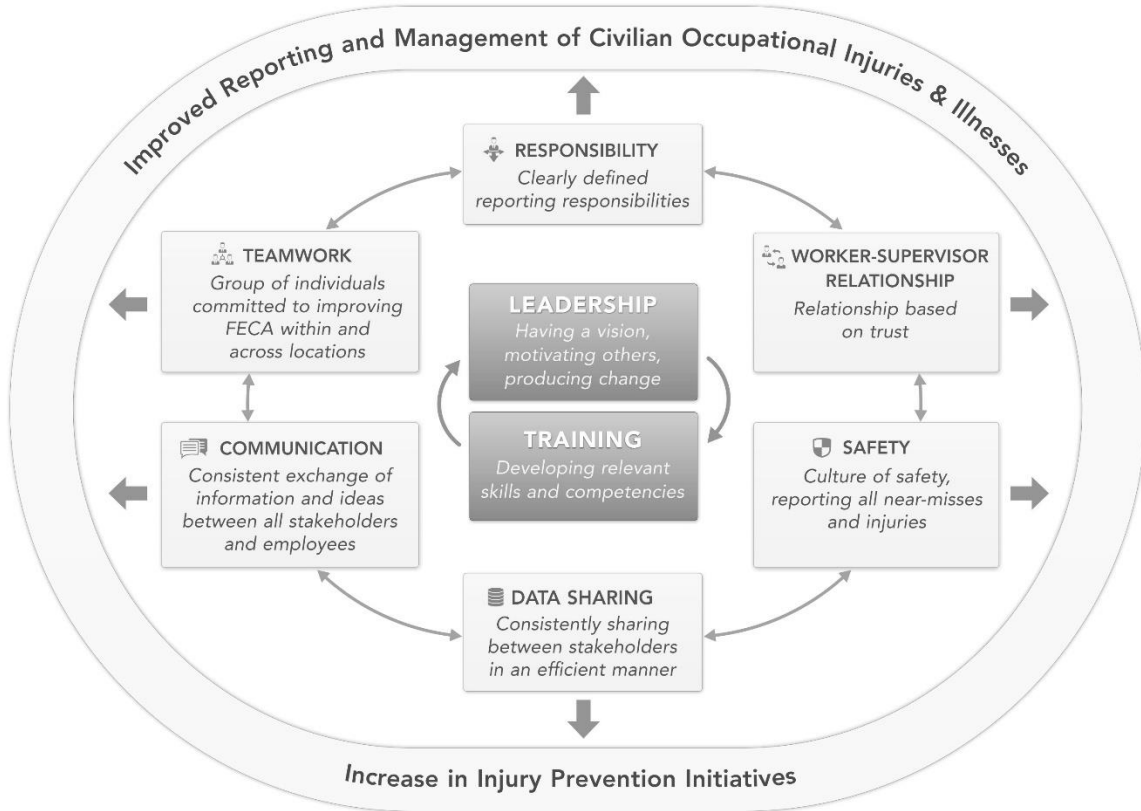 Improved Reporting and Management of Civilian Occupational Injuries & Illnesses
RESPONSIBILITY
Clearly defined
reporting responsibilities
TEAMWORK
Group of individuals
committed to improving
FECA within and
across locations
WORKER-SUPERVISOR
RELATIONSHIP
Relationship based
on trust
LEADERSHIP
Having a vision,
motivating others,
producing change
TRAINING
Developing relevant
skills and competencies
COMMUNICATION
Consistent exchange of
information and ideas
between all stakeholders
and employees
SAFETY
Culture of safety,
reporting all near-misses
and injuries
DATA SHARING
Consistently sharing
between stakeholders
in an efficient manner
Increase in Injury Prevention Initiatives